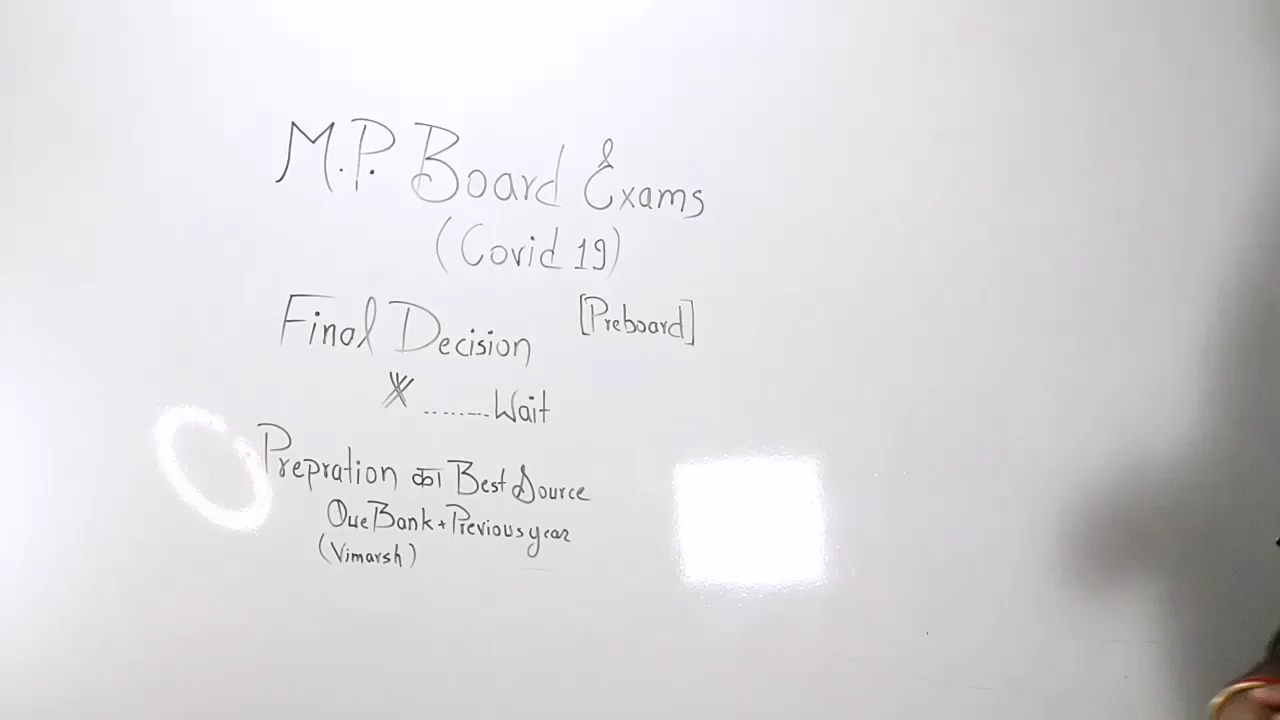 M.P. Board Exams
(Covid 19)
Final Decision [Preboard]
........Wait
Prepration का Best Source
Que Bank + Previous year
(Vimarsh)